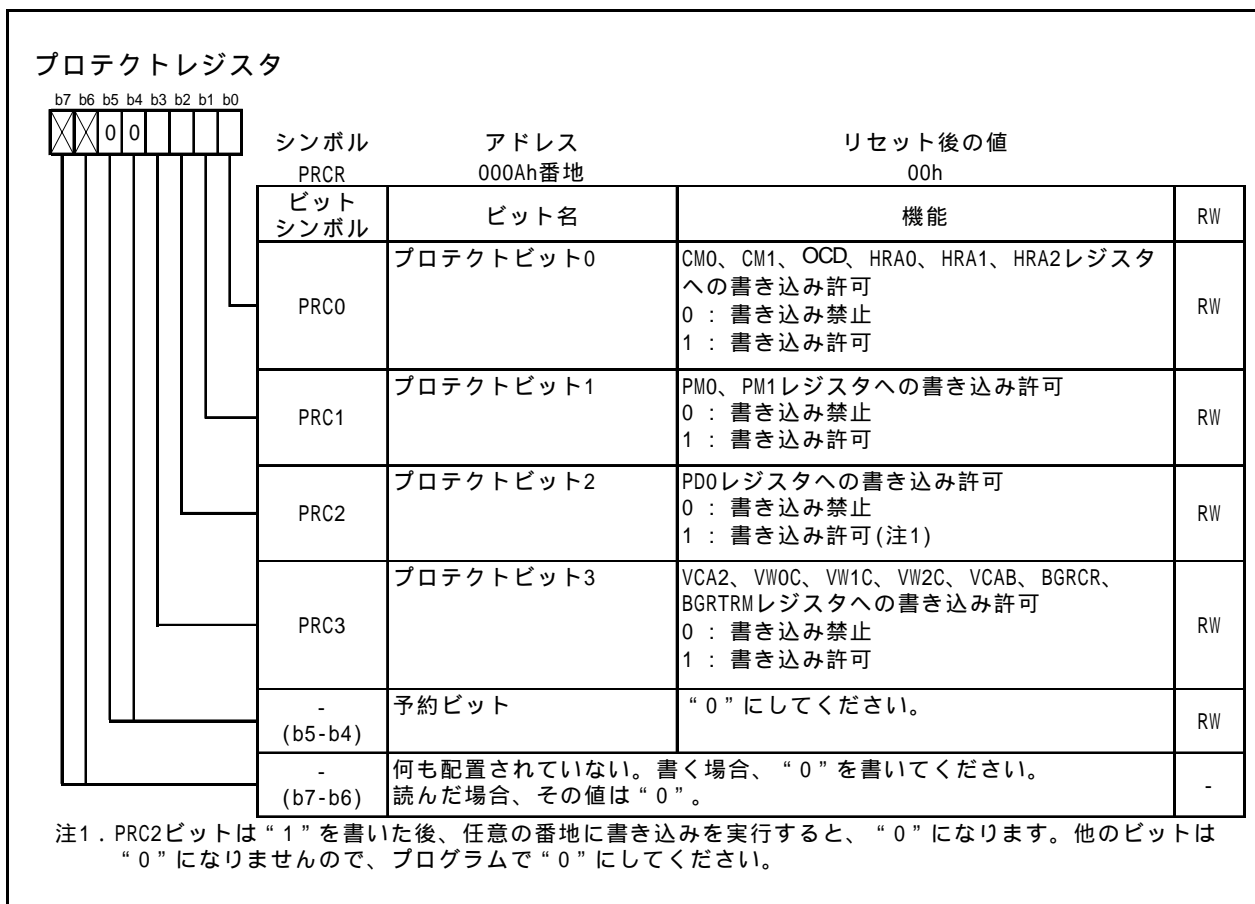 プロテクトレジスタ
b7 b6 b5 b4 b3 b2 b1 b0
0 0
シンボル アドレス リセット後の値
PRCR 000Ah番地 00h
ビット
シンボル ビット名 機能 RW
PRC0 プロテクトビット0 CM0、CM1、OCD、HRA0、HRA1、HRA2レジスタ
への書き込み許可
0 : 書き込み禁止
1 : 書き込み許可 RW
PRC1 プロテクトビット1 PM0、PM1レジスタへの書き込み許可
0 : 書き込み禁止
1 : 書き込み許可 RW
PRC2 プロテクトビット2 PD0レジスタへの書き込み許可
0 : 書き込み禁止
1 : 書き込み許可(注1) RW
PRC3 プロテクトビット3 VCA2、VW0C、VW1C、VW2C、VCAB、BGRCR、
BGRTRMレジスタへの書き込み許可
0 : 書き込み禁止
1 : 書き込み許可 RW
-
(b5-b4) 予約ビット “0”にしてください。 RW
-
(b7-b6) 何も配置されていない。書く場合、“0”を書いてください。
読んだ場合、その値は“0”。 -
注1．PRC2ビットは“1”を書いた後、任意の番地に書き込みを実行すると、“0”になります。他のビットは
“0”になりませんので、プログラムで“0”にしてください。